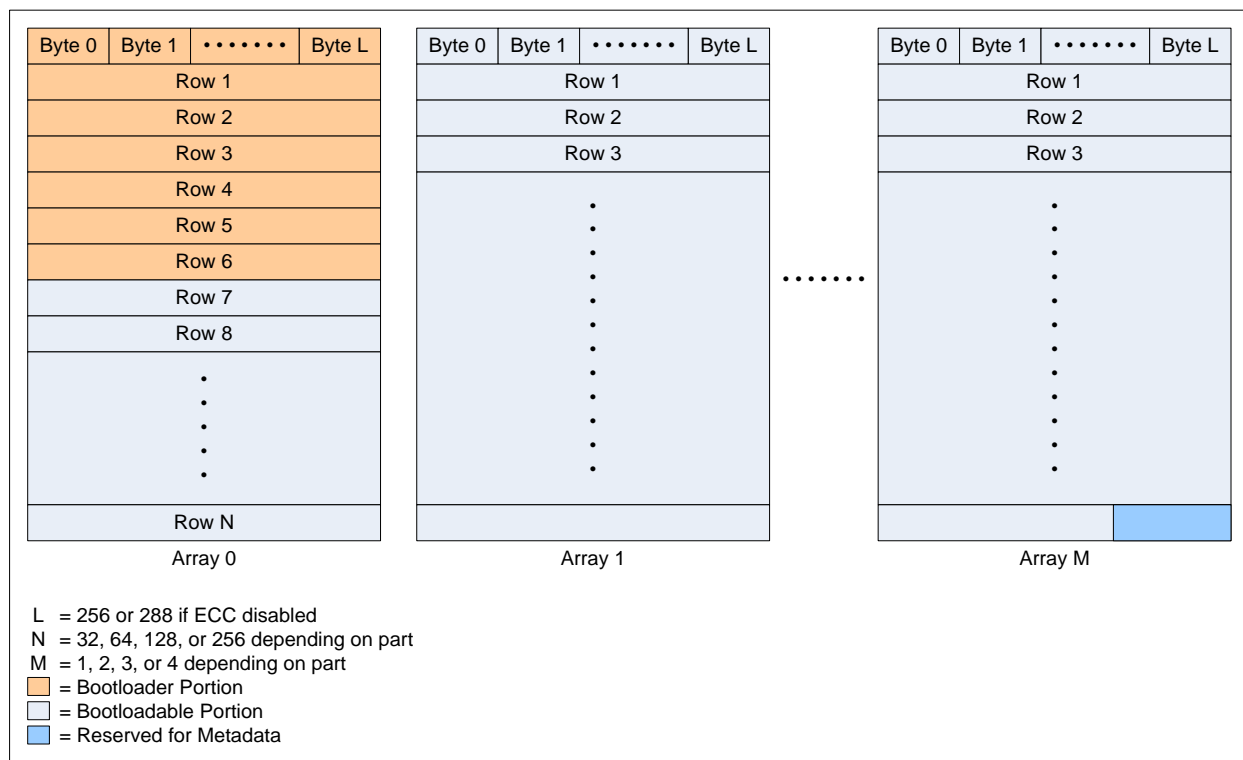 Byte 0 Byte 1 ••••••• Byte L
Row 1
Row 2
Row 3
Row 4
Row 5
Row 6
Row 7
Row 8
Row N
Array 0
Byte 0 Byte 1 ••••••• Byte L
Row 1
Row 2
Row 3
Array 1
Byte 0 Byte 1 ••••••• Byte L
Row 1
Row 2
Row 3
Array M
L = 256 or 288 if ECC disabled
N = 32, 64, 128, or 256 depending on part
M = 1, 2, 3, or 4 depending on part
= Bootloader Portion
= Bootloadable Portion
= Reserved for Metadada